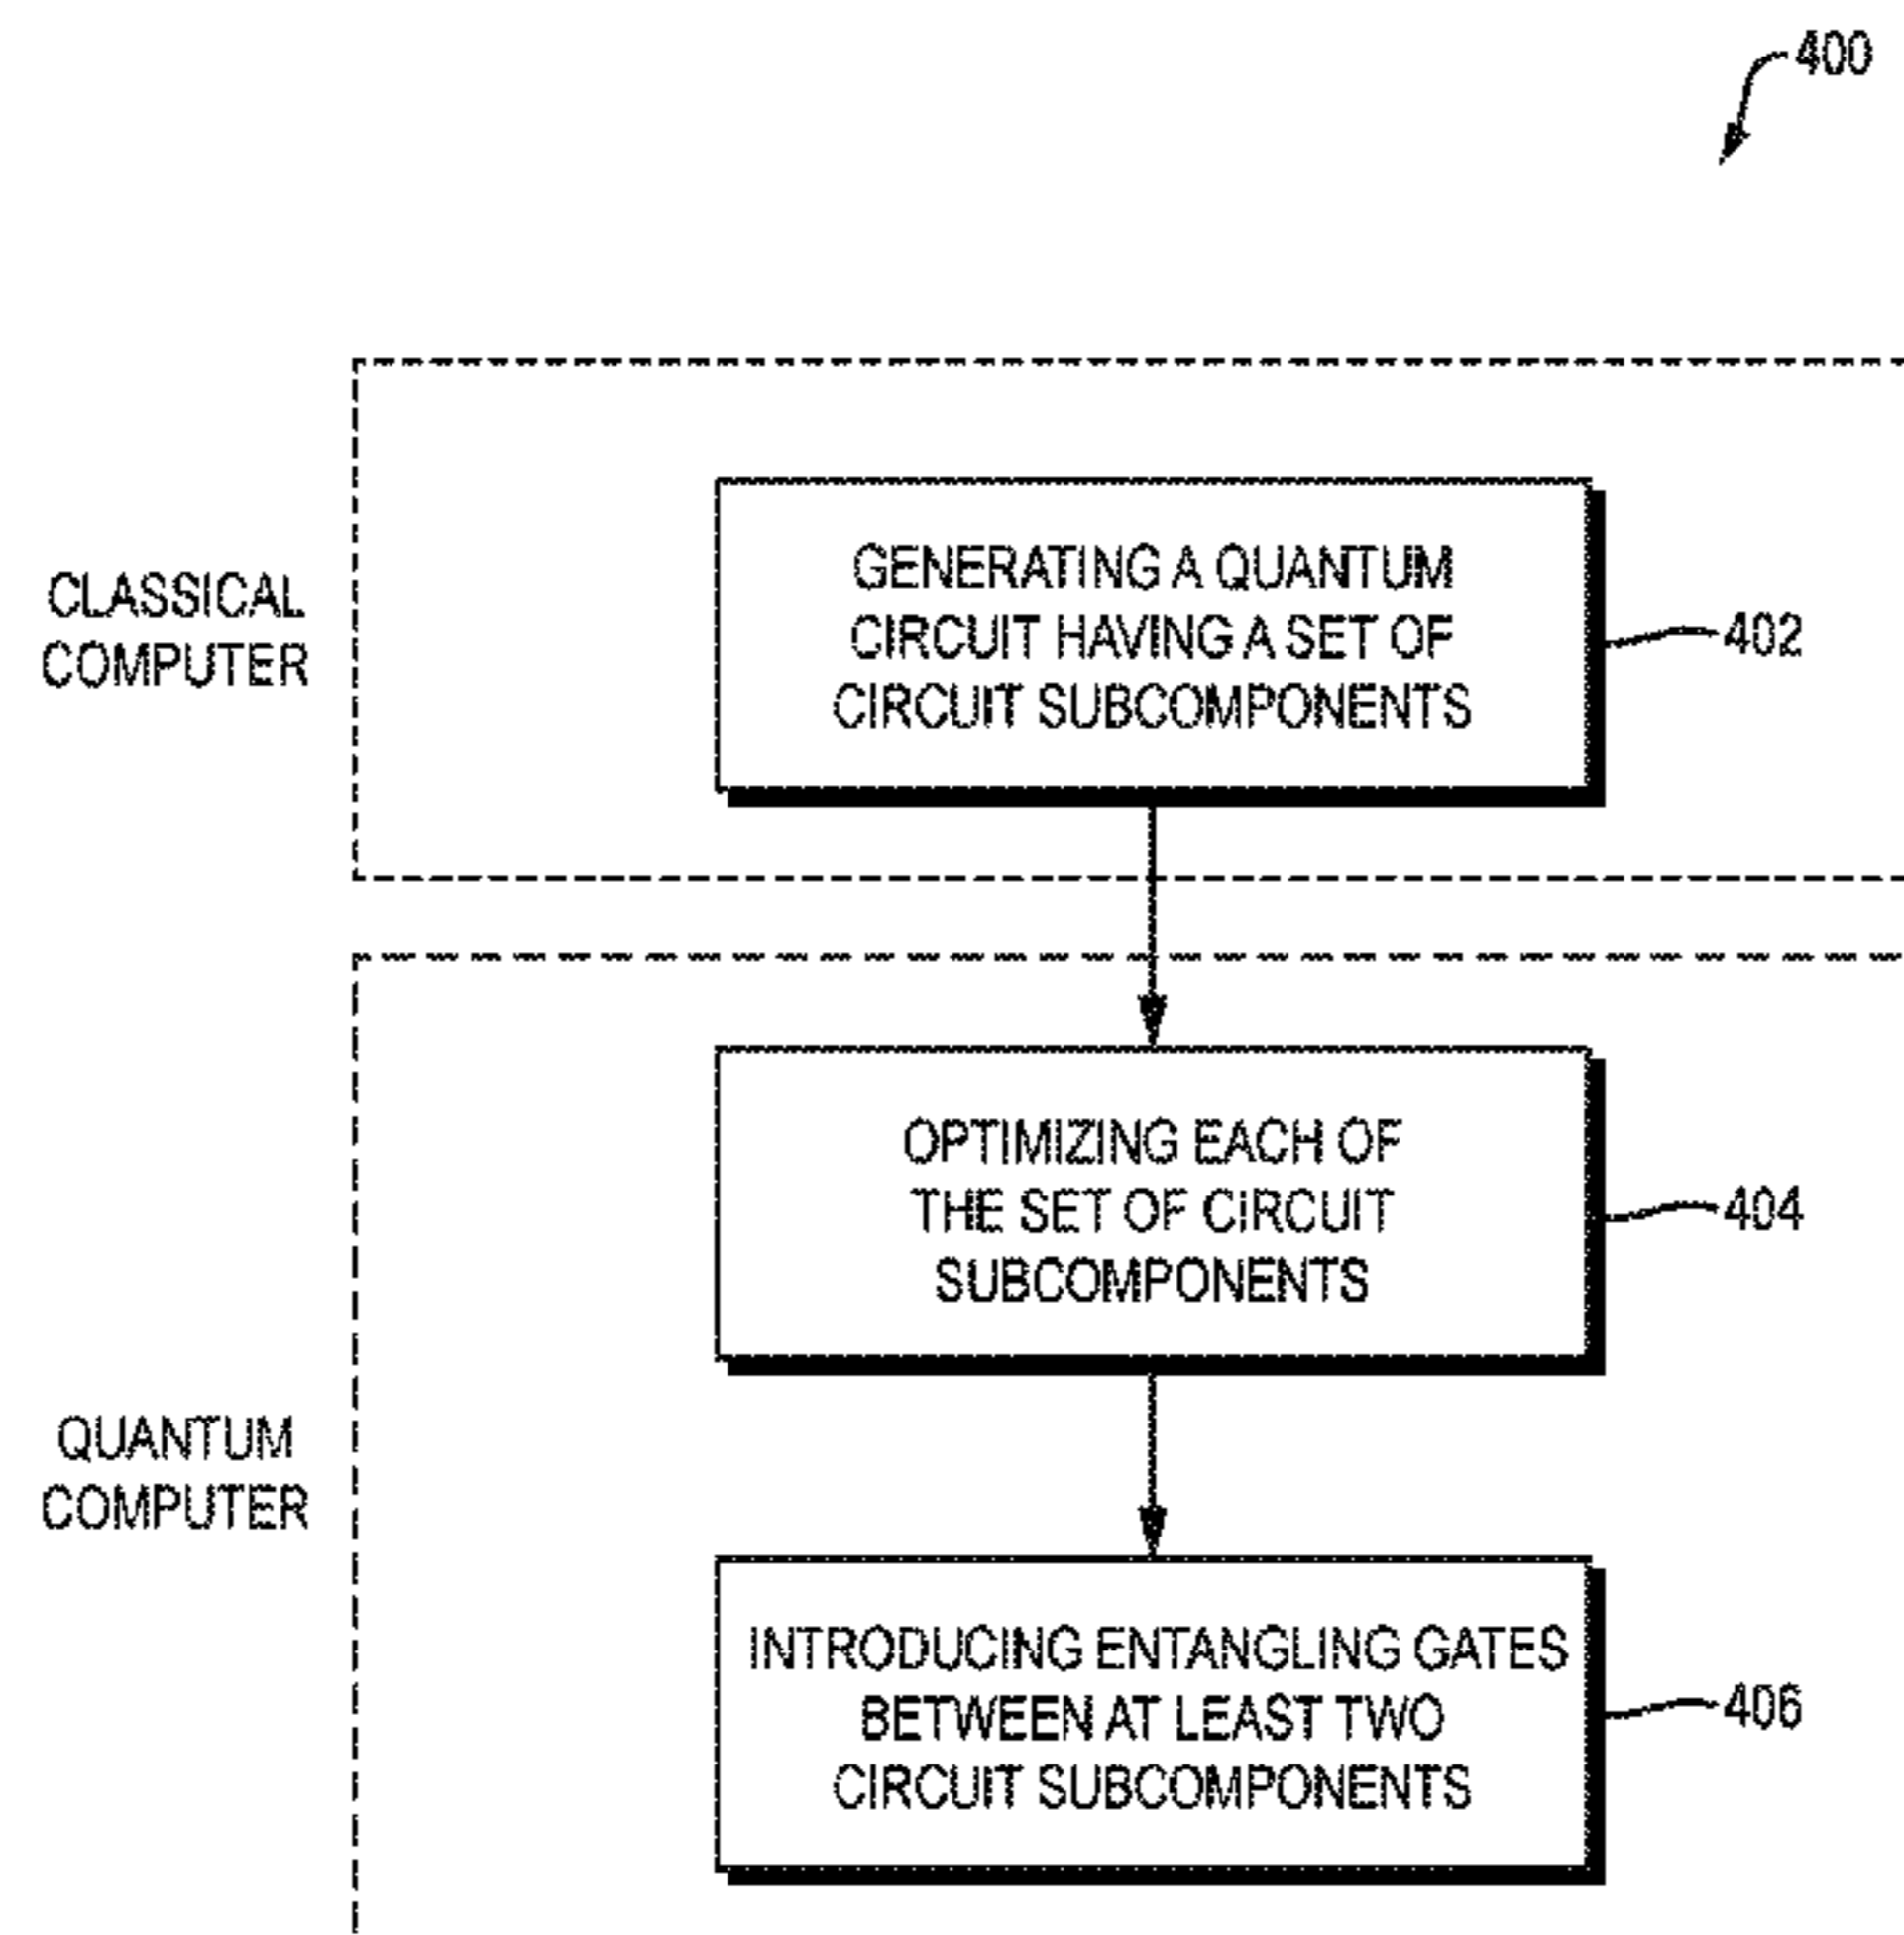 400
CLASSICAL
COMPUTER
GENERATING A QUANTUM
CIRCUIT HAVING A SET OF
CIRCUIT SUBCOMPONENTS
402
QUANTUM
COMPUTER
OPTIMIZING EACH OF
THE SET OF CIRCUIT
SUBCOMPONENTS
404
INTRODUCING ENTANGLING GATES
BETWEEN AT LEAST TWO
CIRCUIT SUBCOMPONENTS
406